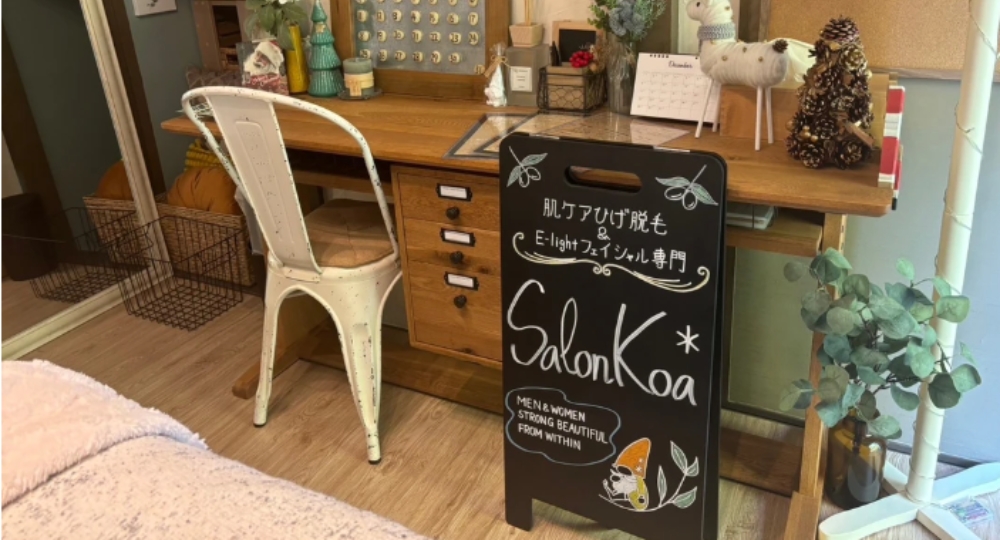 December
肌ケアひげ脱毛
&
E-lightフェイシャル専門
SalonKoa
*
MEN & WOMEN
STRONG BEAUTIFUL
FROM WITHIN